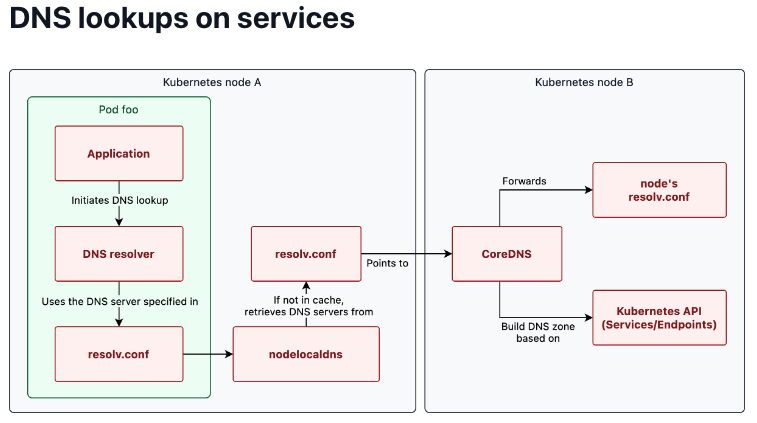 DNS lookups on services
Kubernetes node A
Pod foo
Application
Initiates DNS lookup
DNS resolver
Uses the DNS server specified in
resolv.conf
resolv.conf
Points to
If not in cache,
retrieves DNS servers from
nodelocaldns
Kubernetes node B
CoreDNS
Forwards
node's
resolv.conf
Build DNS zone
based on
Kubernetes API
(Services/Endpoints)